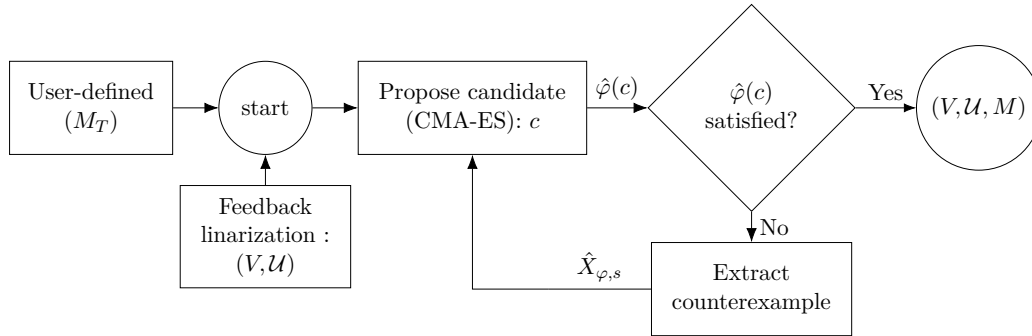 User-defined
(M_T)
start
Feedback
linarization :
(V, 𝒰)
Propose candidate
(CMA-ES): c
φ̂(c)
φ̂(c)
satisfied?
Yes
(V, 𝒰, M)
No
Extract
counterexample
X̂_{φ,s}